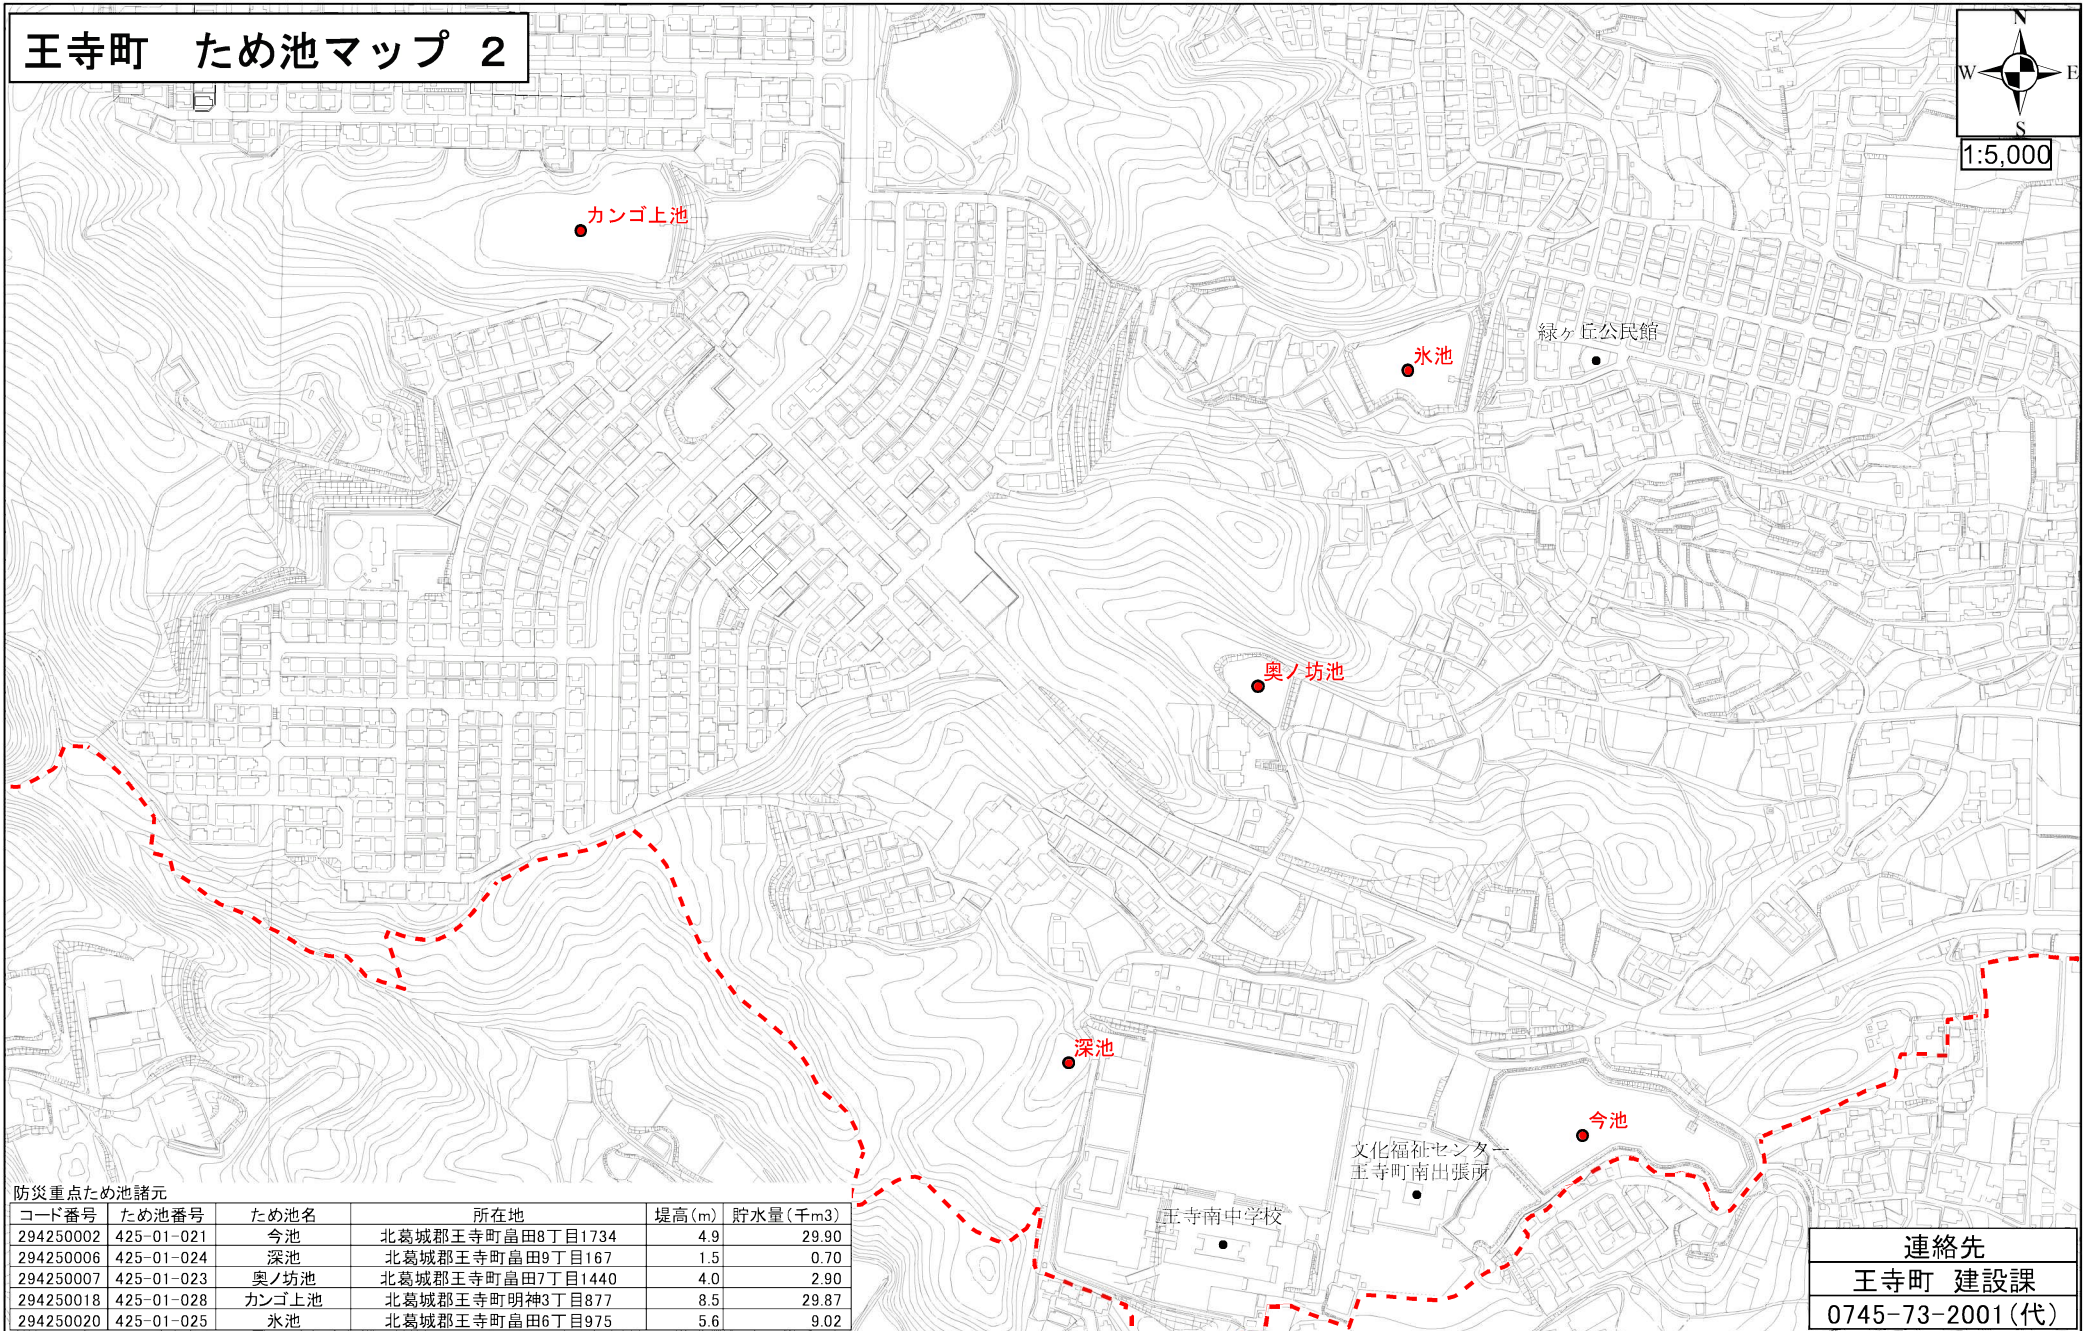 王寺町　ため池マップ　2
N
W E
S
1:5,000
カンゴ上池
緑ヶ丘公民館
氷池
奥ノ坊池
深池
今池
文化福祉センター
王寺町南出張所
王寺南中学校
防災重点ため池諸元
コード番号 ため池番号 ため池名 所在地 堤高(m) 貯水量(千m3)
294250002 425-01-021 今池 北葛城郡王寺町畠田8丁目1734 4.9 29.90
294250006 425-01-024 深池 北葛城郡王寺町畠田9丁目167 1.5 0.70
294250007 425-01-023 奥ノ坊池 北葛城郡王寺町畠田7丁目1440 4.0 2.90
294250018 425-01-028 カンゴ上池 北葛城郡王寺町明神3丁目877 8.5 29.87
294250020 425-01-025 氷池 北葛城郡王寺町畠田6丁目975 5.6 9.02
連絡先
王寺町 建設課
0745-73-2001(代)